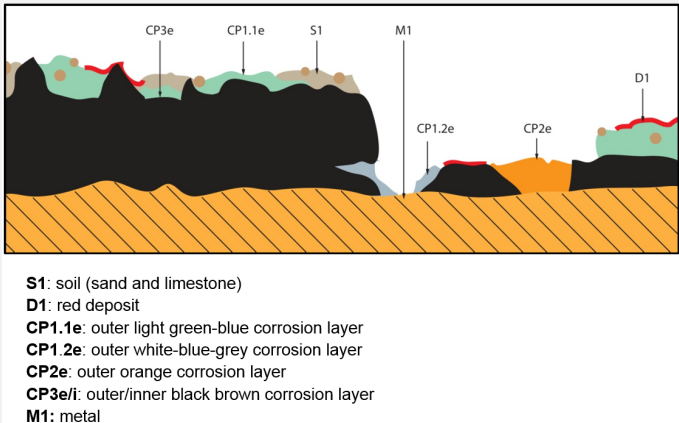 CP3e CP1.1e S1 M1
D1
CP1.2e CP2e
S1: soil (sand and limestone)
D1: red deposit
CP1.1e: outer light green-blue corrosion layer
CP1.2e: outer white-blue-grey corrosion layer
CP2e: outer orange corrosion layer
CP3e/i: outer/inner black brown corrosion layer
M1: metal